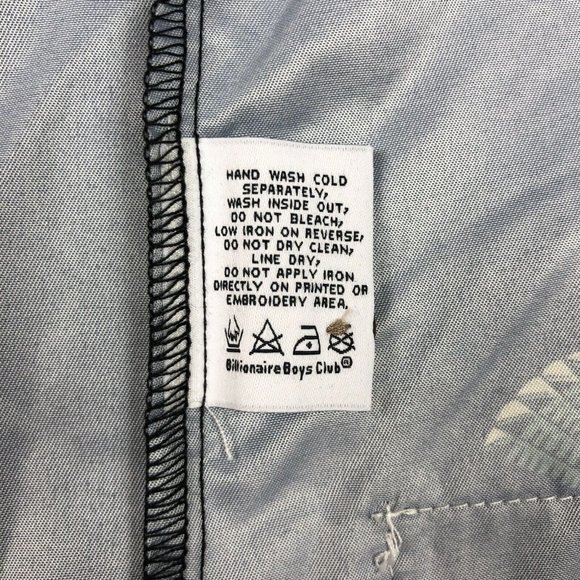 HAND WASH COLD
SEPARATELY,
WASH INSIDE OUT,
DO NOT BLEACH,
LOW IRON ON REVERSE,
DO NOT DRY CLEAN,
LINE DRY,
DO NOT APPLY IRON
DIRECTLY ON PRINTED OR
EMBROIDERY AREA.
Billionaire Boys Club®